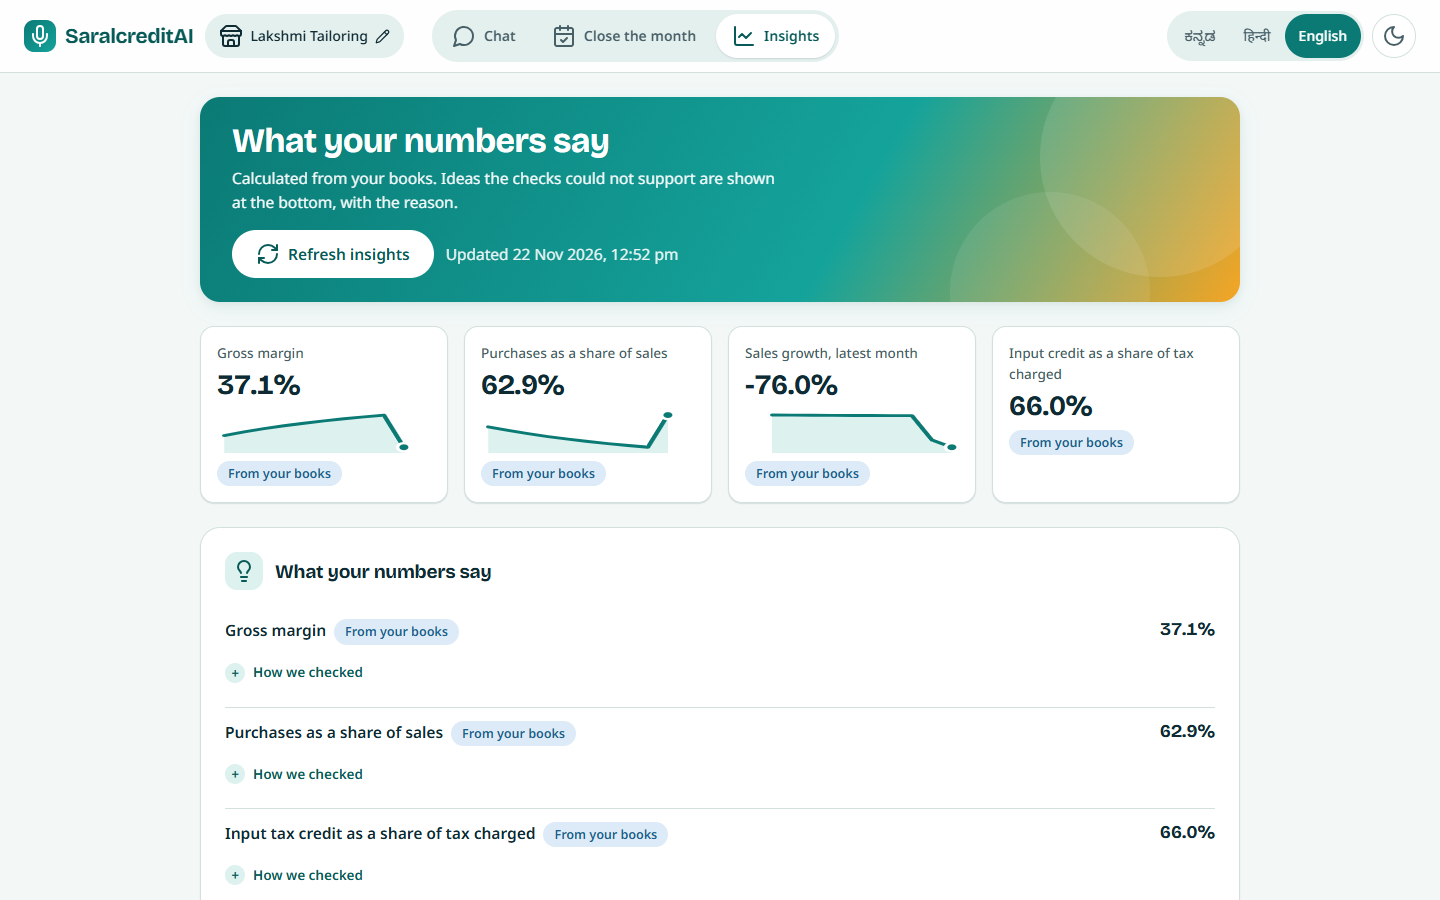 SaralcreditAI
Lakshmi Tailoring
Chat
Close the month
Insights
ಕನ್ನಡ
हिन्दी
English
What your numbers say
Calculated from your books. Ideas the checks could not support are shown
at the bottom, with the reason.
Refresh insights
Updated 22 Nov 2026, 12:52 pm
Gross margin
37.1%
From your books
Purchases as a share of sales
62.9%
From your books
Sales growth, latest month
-76.0%
From your books
Input credit as a share of tax
charged
66.0%
From your books
What your numbers say
Gross margin From your books 37.1%
+ How we checked
Purchases as a share of sales From your books 62.9%
+ How we checked
Input tax credit as a share of tax charged From your books 66.0%
+ How we checked